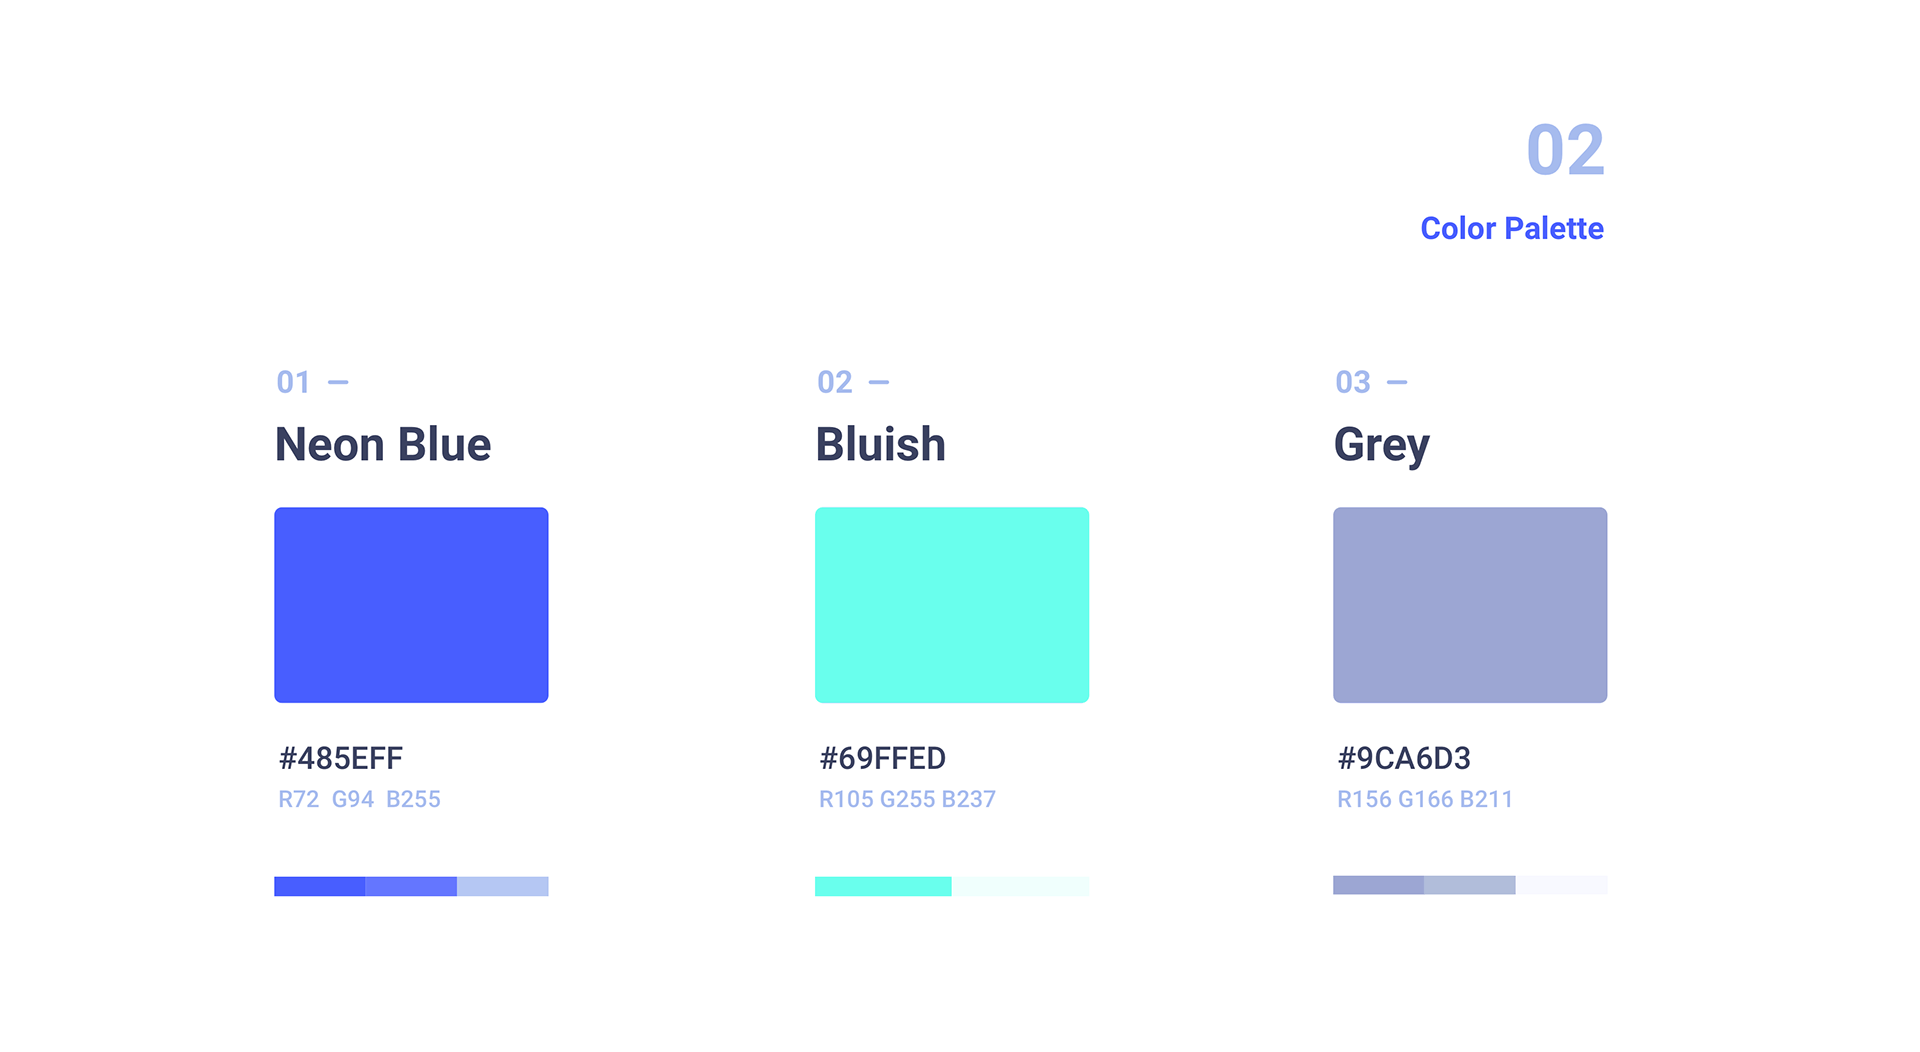 02
Color Palette
01 –
Neon Blue
#485EFF
R72 G94 B255
02 –
Bluish
#69FFED
R105 G255 B237
03 –
Grey
#9CA6D3
R156 G166 B211